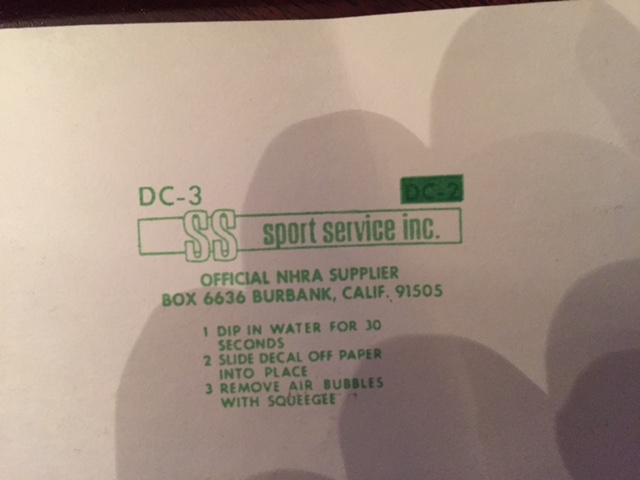 DC-3 DC-2
SS sport service inc.
OFFICIAL NHRA SUPPLIER
BOX 6636 BURBANK, CALIF. 91505
1 DIP IN WATER FOR 30
SECONDS
2 SLIDE DECAL OFF PAPER
INTO PLACE
3 REMOVE AIR BUBBLES
WITH SQUEEGEE